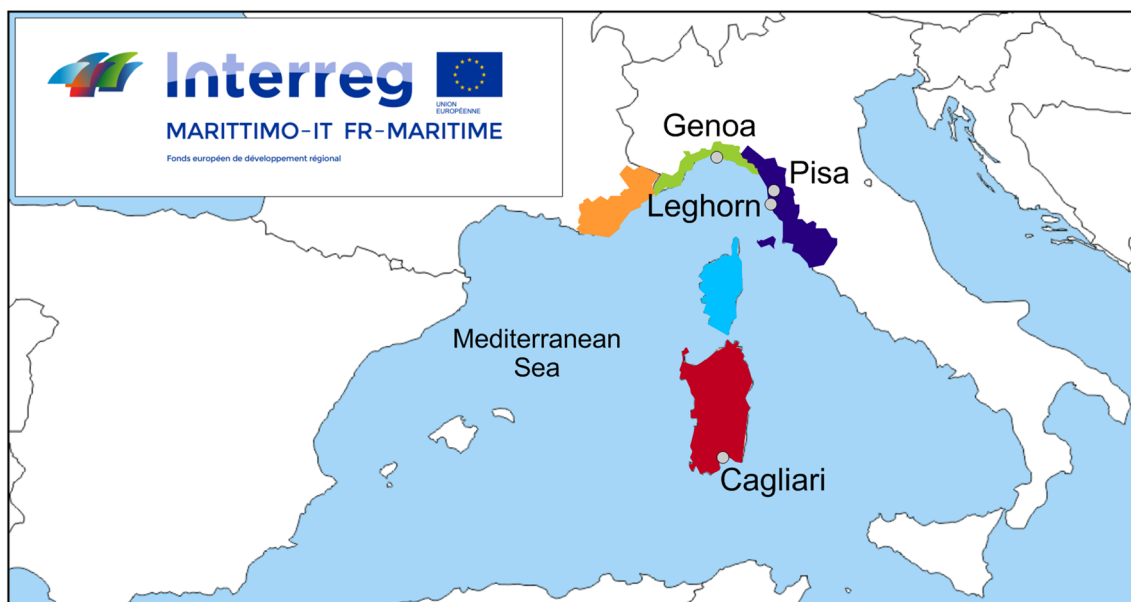 Interreg
UNION
EUROPÉENNE
MARITTIMO-IT FR-MARITIME
Fonds européen de développement régional
Genoa
Pisa
Leghorn
Mediterranean
Sea
Cagliari